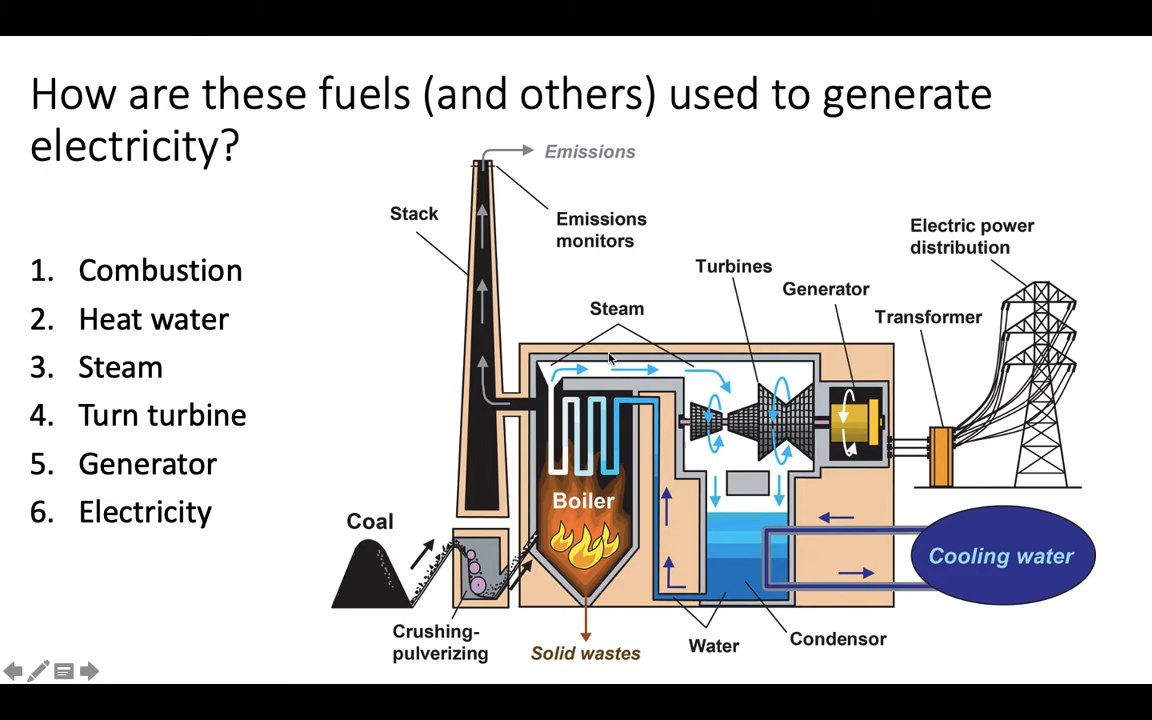 How are these fuels (and others) used to generate
electricity?
1. Combustion
2. Heat water
3. Steam
4. Turn turbine
5. Generator
6. Electricity
Emissions
Stack
Emissions
monitors
Electric power
distribution
Turbines
Generator
Steam
Transformer
Boiler
Coal
Cooling water
Crushing-
pulverizing
Solid wastes
Water
Condensor